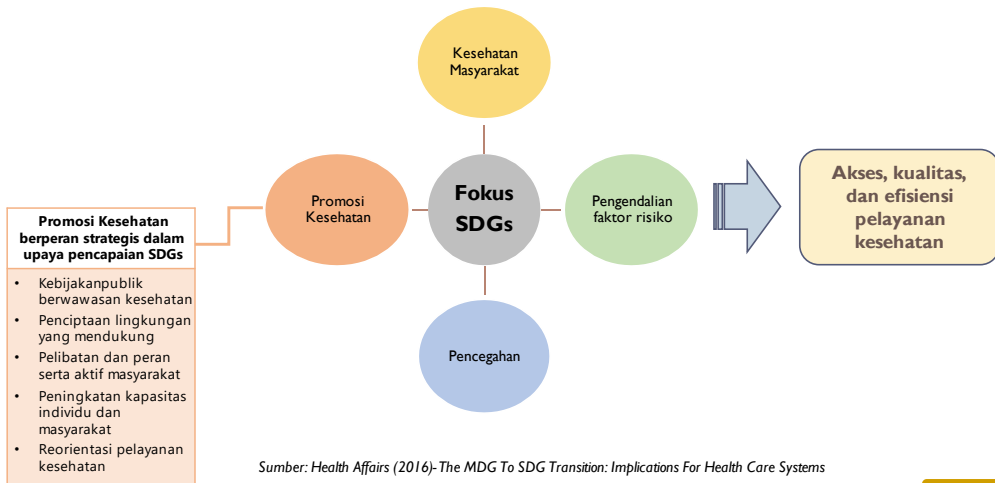 Kesehatan
Masyarakat
Promosi
Kesehatan
Fokus
SDGs
Pengendalian
faktor risiko
Pencegahan
Akses, kualitas,
dan efisiensi
pelayanan
kesehatan
Promosi Kesehatan
berperan strategis dalam
upaya pencapaian SDGs
• Kebijakanpublik
berwawasan kesehatan
• Penciptaan lingkungan
yang mendukung
• Pelibatan dan peran
serta aktif masyarakat
• Peningkatan kapasitas
individu dan
masyarakat
• Reorientasi pelayanan
kesehatan
Sumber: Health Affairs (2016)-The MDG To SDG Transition: Implications For Health Care Systems